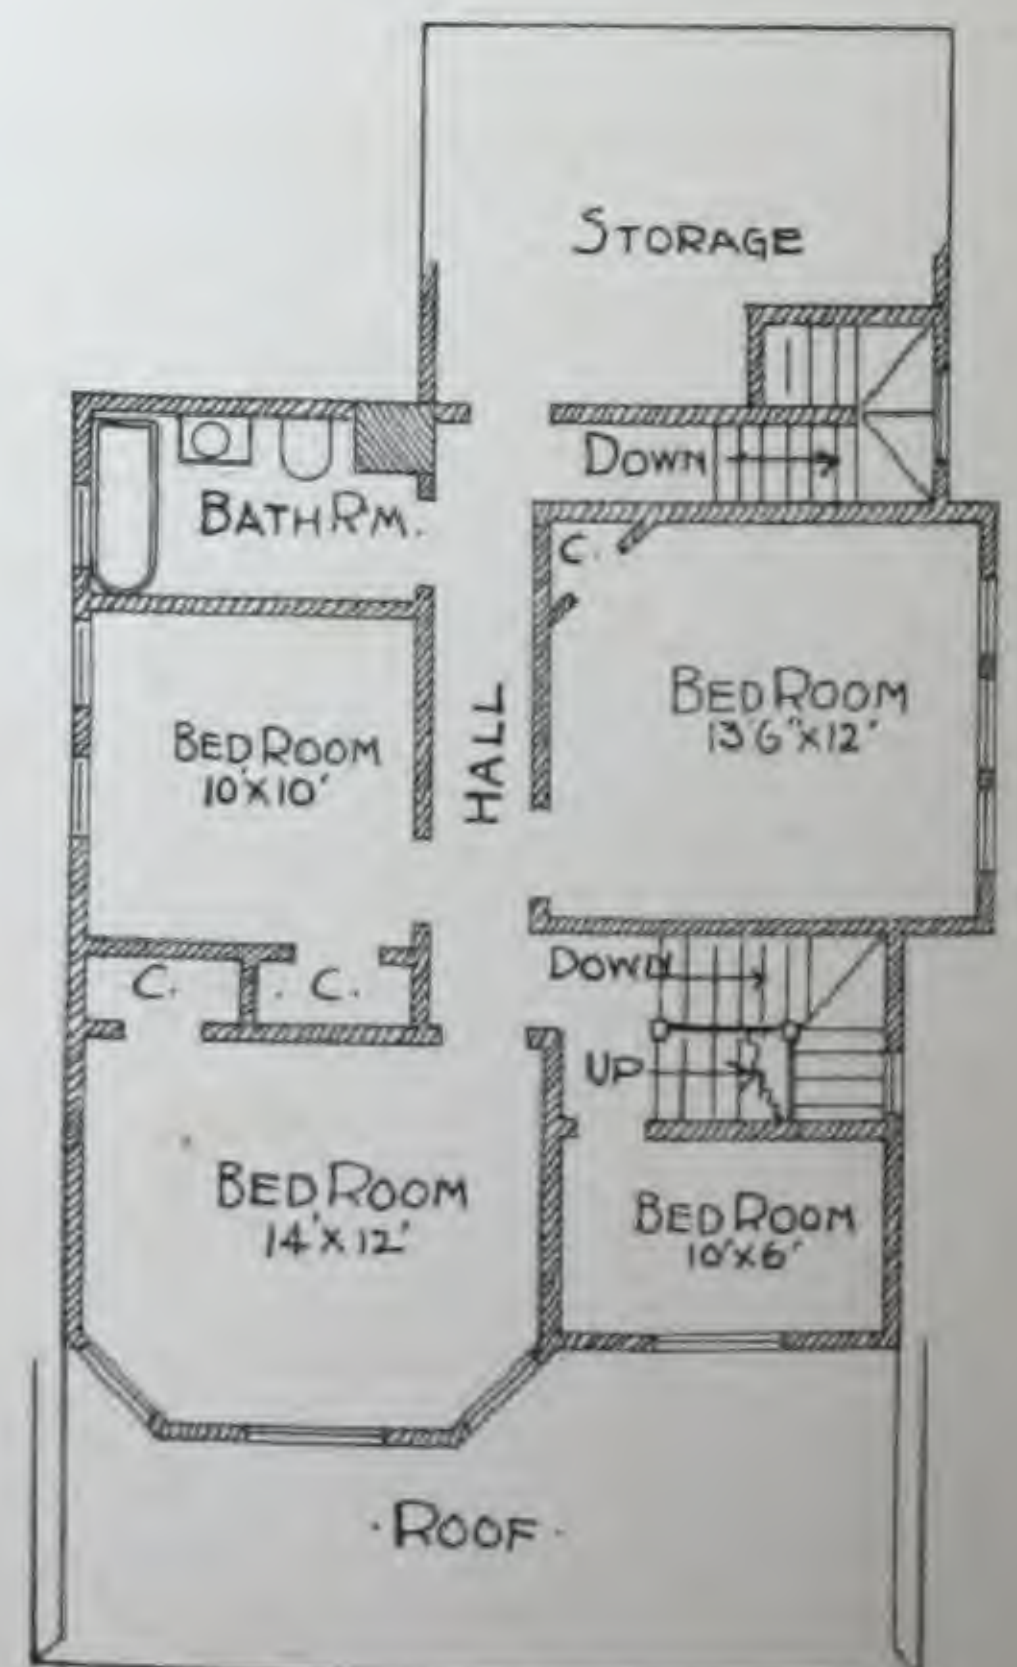 STORAGE
DOWN
BATH RM.
C.
BED ROOM
13'6"X12'
BED ROOM
10'X10'
HALL
DOWN
C.
. C.
UP
BED ROOM
14'X12'
BED ROOM
10'X6'
·ROOF·